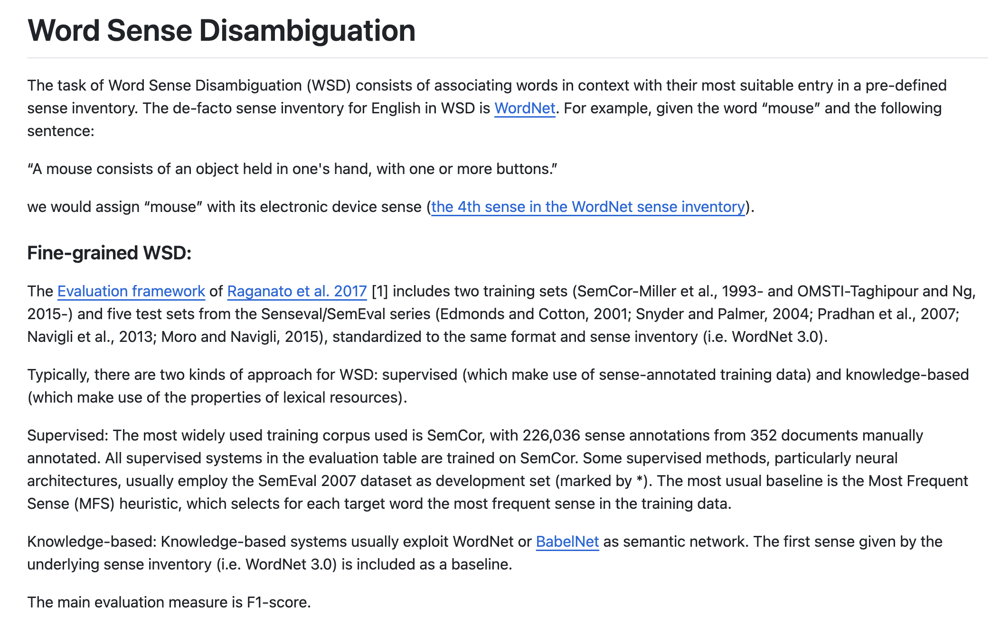 Word Sense Disambiguation
The task of Word Sense Disambiguation (WSD) consists of associating words in context with their most suitable entry in a pre-defined
sense inventory. The de-facto sense inventory for English in WSD is WordNet. For example, given the word “mouse” and the following
sentence:
“A mouse consists of an object held in one's hand, with one or more buttons.”
we would assign “mouse” with its electronic device sense (the 4th sense in the WordNet sense inventory).
Fine-grained WSD:
The Evaluation framework of Raganato et al. 2017 [1] includes two training sets (SemCor-Miller et al., 1993- and OMSTI-Taghipour and Ng,
2015-) and five test sets from the Senseval/SemEval series (Edmonds and Cotton, 2001; Snyder and Palmer, 2004; Pradhan et al., 2007;
Navigli et al., 2013; Moro and Navigli, 2015), standardized to the same format and sense inventory (i.e. WordNet 3.0).
Typically, there are two kinds of approach for WSD: supervised (which make use of sense-annotated training data) and knowledge-based
(which make use of the properties of lexical resources).
Supervised: The most widely used training corpus used is SemCor, with 226,036 sense annotations from 352 documents manually
annotated. All supervised systems in the evaluation table are trained on SemCor. Some supervised methods, particularly neural
architectures, usually employ the SemEval 2007 dataset as development set (marked by *). The most usual baseline is the Most Frequent
Sense (MFS) heuristic, which selects for each target word the most frequent sense in the training data.
Knowledge-based: Knowledge-based systems usually exploit WordNet or BabelNet as semantic network. The first sense given by the
underlying sense inventory (i.e. WordNet 3.0) is included as a baseline.
The main evaluation measure is F1-score.